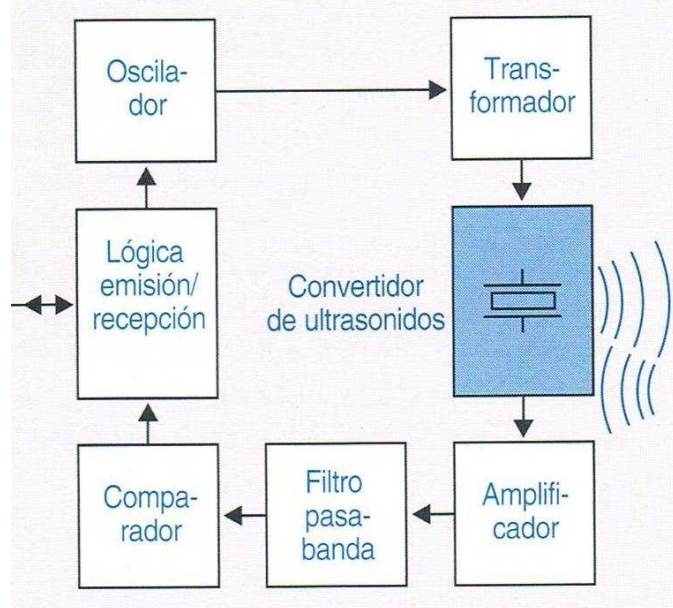 Oscila-
dor
Trans-
formador
Lógica
emisión/
recepción
Convertidor
de ultrasonidos
Compa-
rador
Filtro
pasa-
banda
Amplifi-
cador